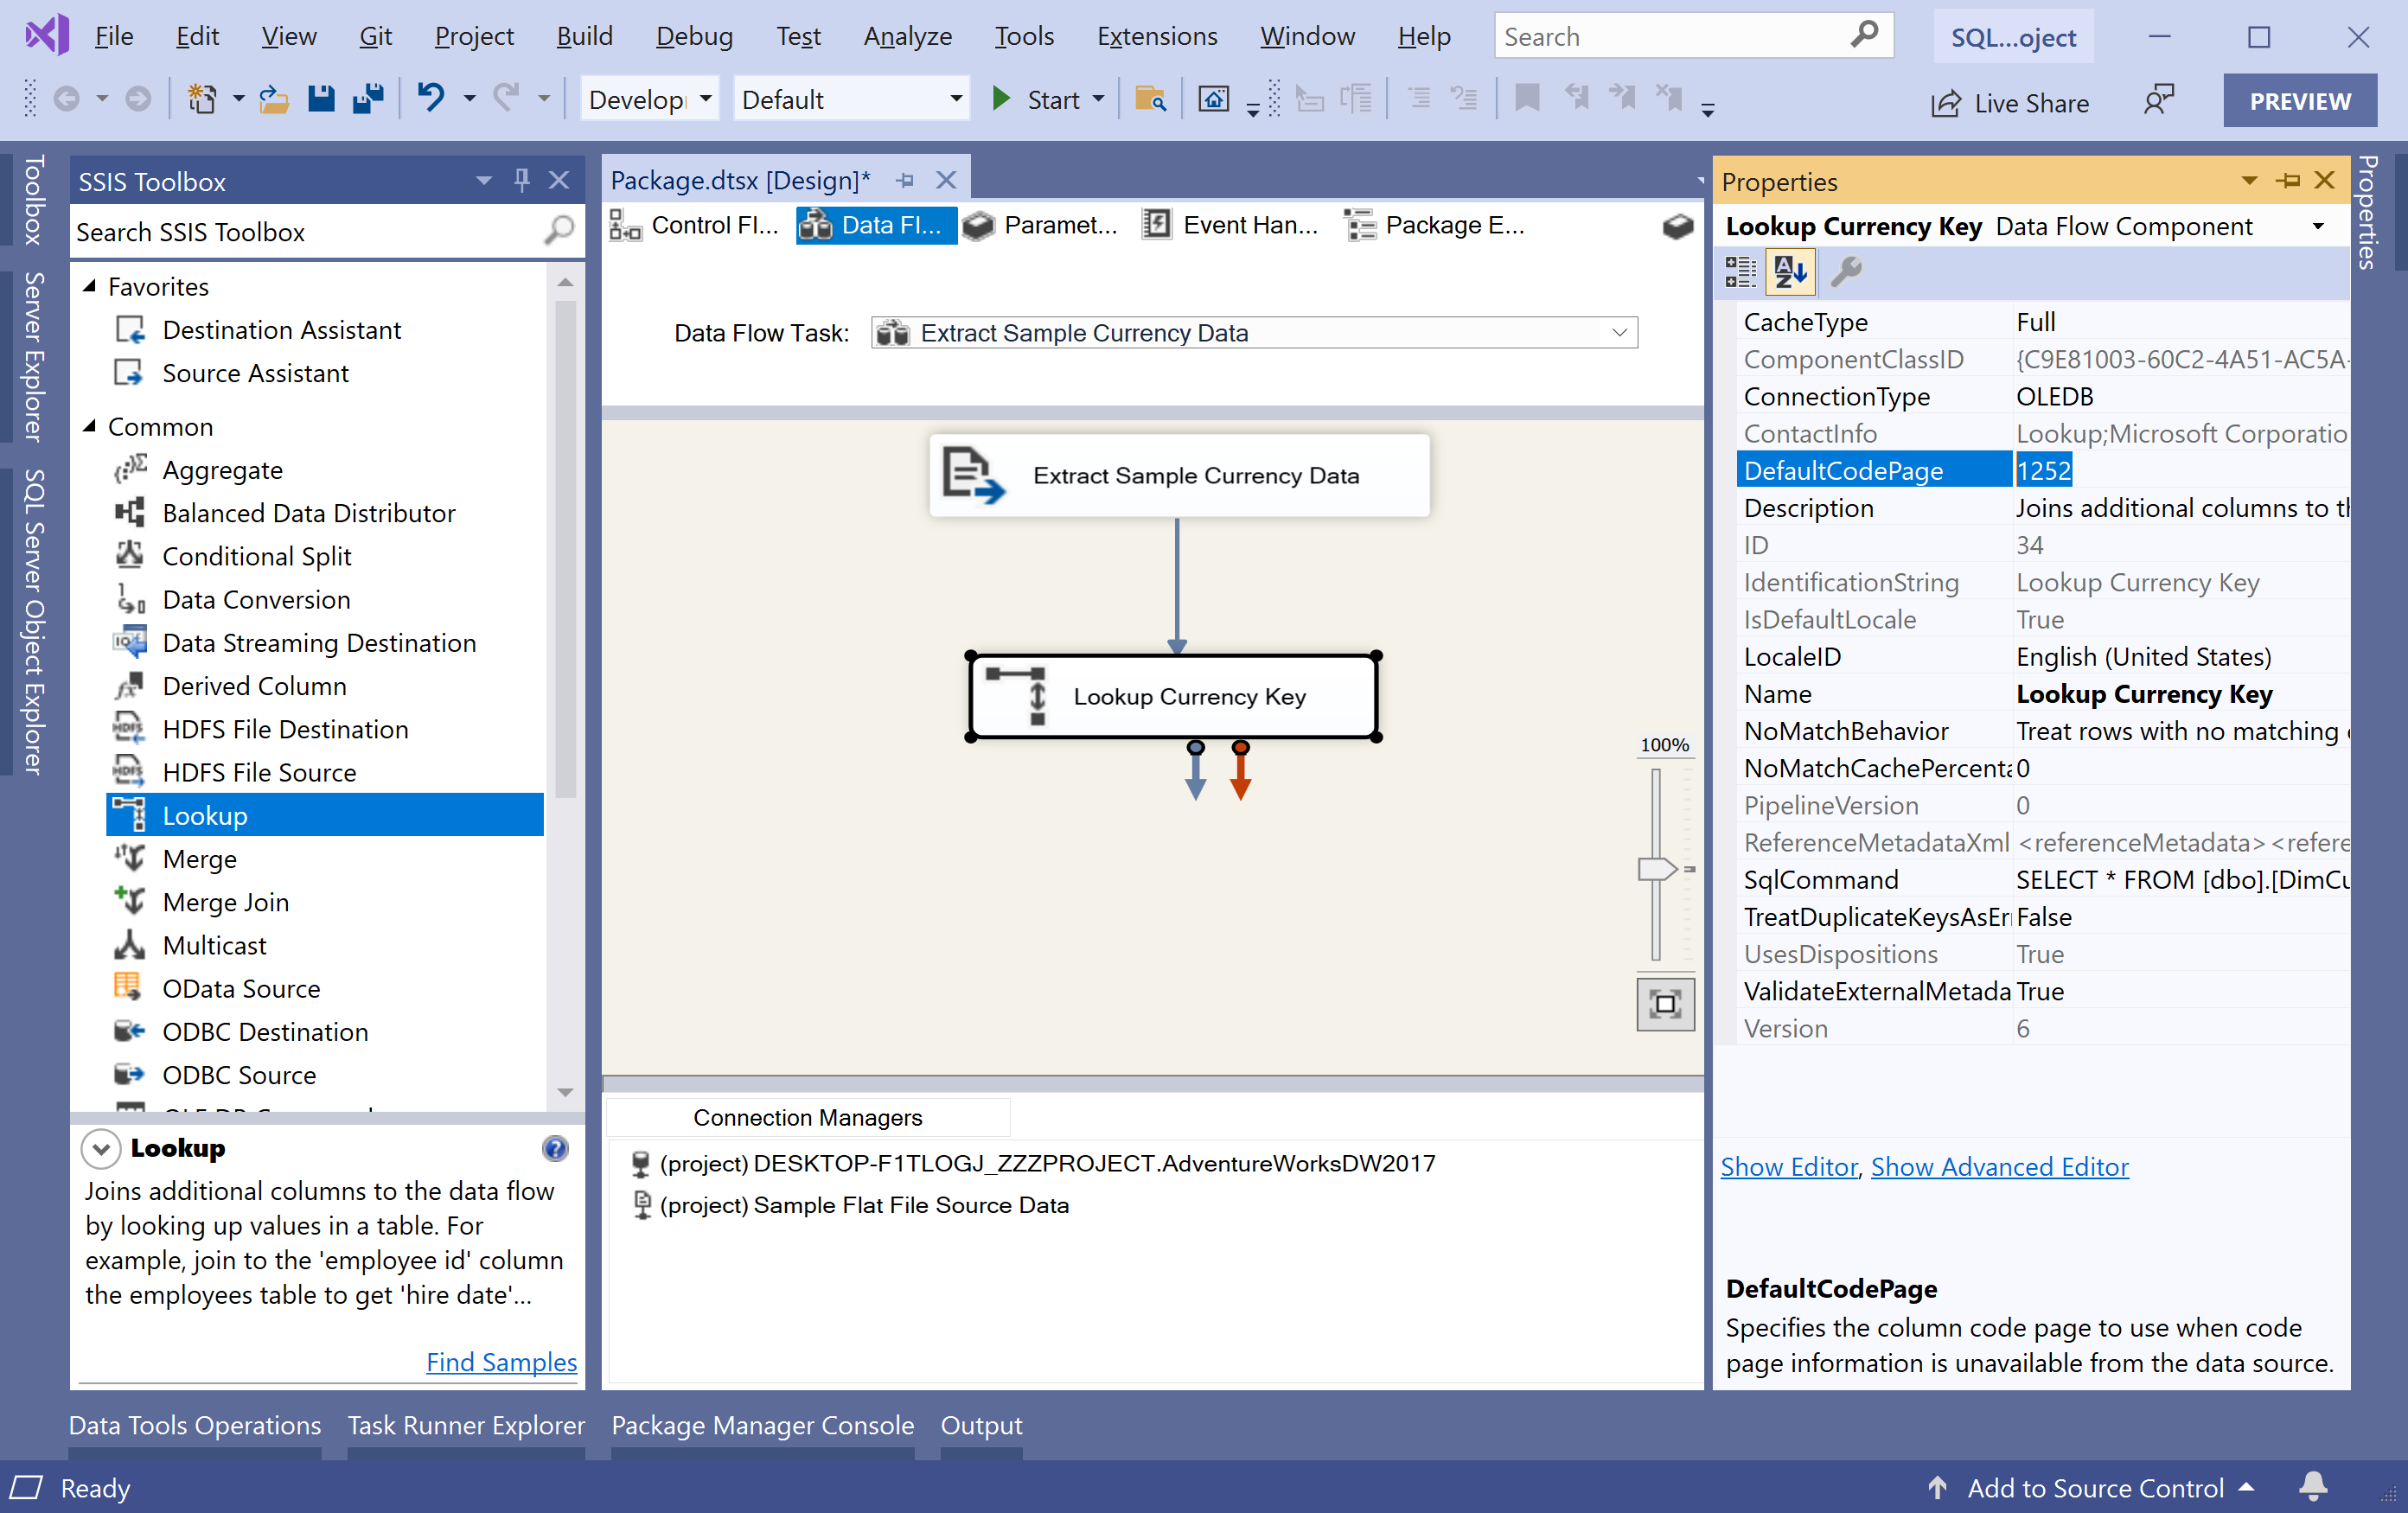 File Edit View Git Project Build Debug Test Analyze Tools Extensions Window Help Search SQL...oject
Develop Default Start Live Share PREVIEW
Toolbox
Server Explorer
SQL Server Object Explorer
SSIS Toolbox
Search SSIS Toolbox
Favorites
Destination Assistant
Source Assistant
Common
Aggregate
Balanced Data Distributor
Conditional Split
Data Conversion
Data Streaming Destination
Derived Column
HDFS File Destination
HDFS File Source
Lookup
Merge
Merge Join
Multicast
OData Source
ODBC Destination
ODBC Source
Lookup
Joins additional columns to the data flow
by looking up values in a table. For
example, join to the 'employee id' column
the employees table to get 'hire date'...
Find Samples
Package.dtsx [Design]*
Control Fl... Data Fl... Paramet... Event Han... Package E...
Data Flow Task: Extract Sample Currency Data
Extract Sample Currency Data
Lookup Currency Key
100%
Connection Managers
(project) DESKTOP-F1TLOGJ_ZZZPROJECT.AdventureWorksDW2017
(project) Sample Flat File Source Data
Properties
Lookup Currency Key Data Flow Component
CacheType Full
ComponentClassID {C9E81003-60C2-4A51-AC5A-
ConnectionType OLEDB
ContactInfo Lookup;Microsoft Corporatio
DefaultCodePage 1252
Description Joins additional columns to th
ID 34
IdentificationString Lookup Currency Key
IsDefaultLocale True
LocaleID English (United States)
Name Lookup Currency Key
NoMatchBehavior Treat rows with no matching e
NoMatchCachePercenta 0
PipelineVersion 0
ReferenceMetadataXml <referenceMetadata><refere
SqlCommand SELECT * FROM [dbo].[DimCu
TreatDuplicateKeysAsErr False
UsesDispositions True
ValidateExternalMetada True
Version 6
Show Editor, Show Advanced Editor
DefaultCodePage
Specifies the column code page to use when code
page information is unavailable from the data source.
Properties
Data Tools Operations Task Runner Explorer Package Manager Console Output
Ready Add to Source Control